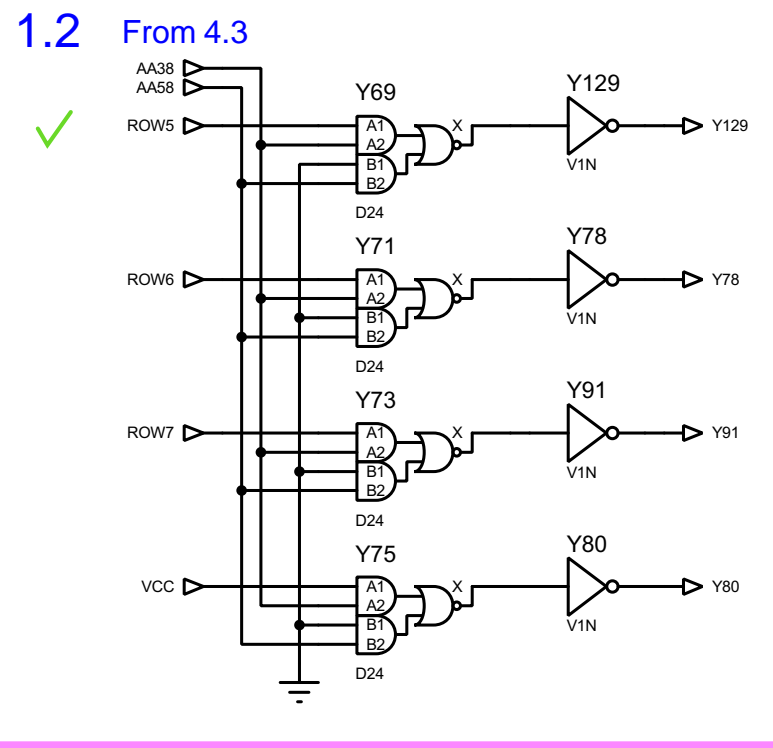 1.2 From 4.3
AA38
AA58
Y69
Y129
ROW5
A1
A2
B1
B2
X
Y129
V1N
D24
Y71
Y78
ROW6
A1
A2
B1
B2
X
Y78
V1N
D24
Y73
Y91
ROW7
A1
A2
B1
B2
X
Y91
V1N
D24
Y75
Y80
VCC
A1
A2
B1
B2
X
Y80
V1N
D24